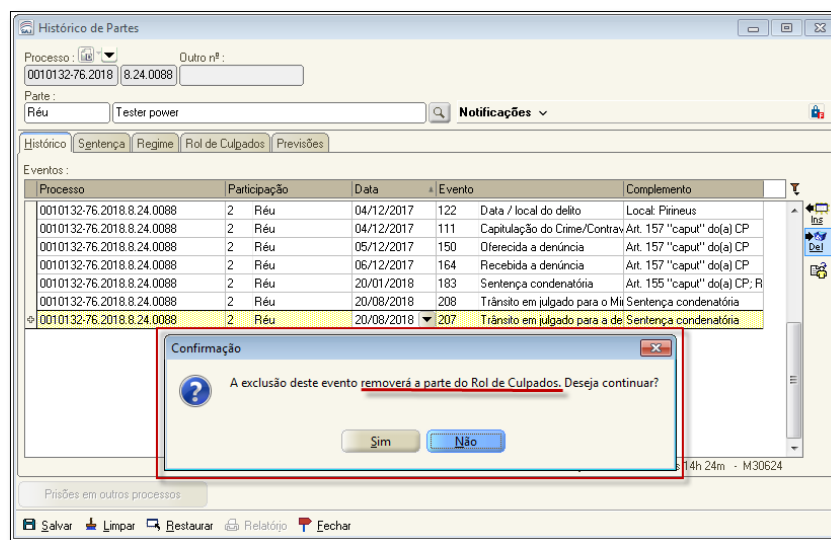 Histórico de Partes
Processo : Outro nº :
0010132-76.2018 8.24.0088
Parte :
Réu Tester power Notificações
Histórico Sentença Regime Rol de Culpados Previsões
Eventos :
Processo Participação Data Evento Complemento
0010132-76.2018.8.24.0088 2 Réu 04/12/2017 122 Data / local do delito Local: Pirineus
0010132-76.2018.8.24.0088 2 Réu 04/12/2017 111 Capitulação do Crime/Contrav Art. 157 "caput" do(a) CP
0010132-76.2018.8.24.0088 2 Réu 05/12/2017 150 Oferecida a denúncia Art. 157 "caput" do(a) CP
0010132-76.2018.8.24.0088 2 Réu 06/12/2017 164 Recebida a denúncia Art. 157 "caput" do(a) CP
0010132-76.2018.8.24.0088 2 Réu 20/01/2018 183 Sentença condenatória Art. 155 "caput" do(a) CP; R
0010132-76.2018.8.24.0088 2 Réu 20/08/2018 208 Trânsito em julgado para o Mi Sentença condenatória
0010132-76.2018.8.24.0088 2 Réu 20/08/2018 207 Trânsito em julgado para a de Sentença condenatória
Ins
Del
Confirmação
A exclusão deste evento removerá a parte do Rol de Culpados. Deseja continuar?
Sim Não
14h 24m - M30624
Prisões em outros processos
Salvar Limpar Restaurar Relatório Fechar